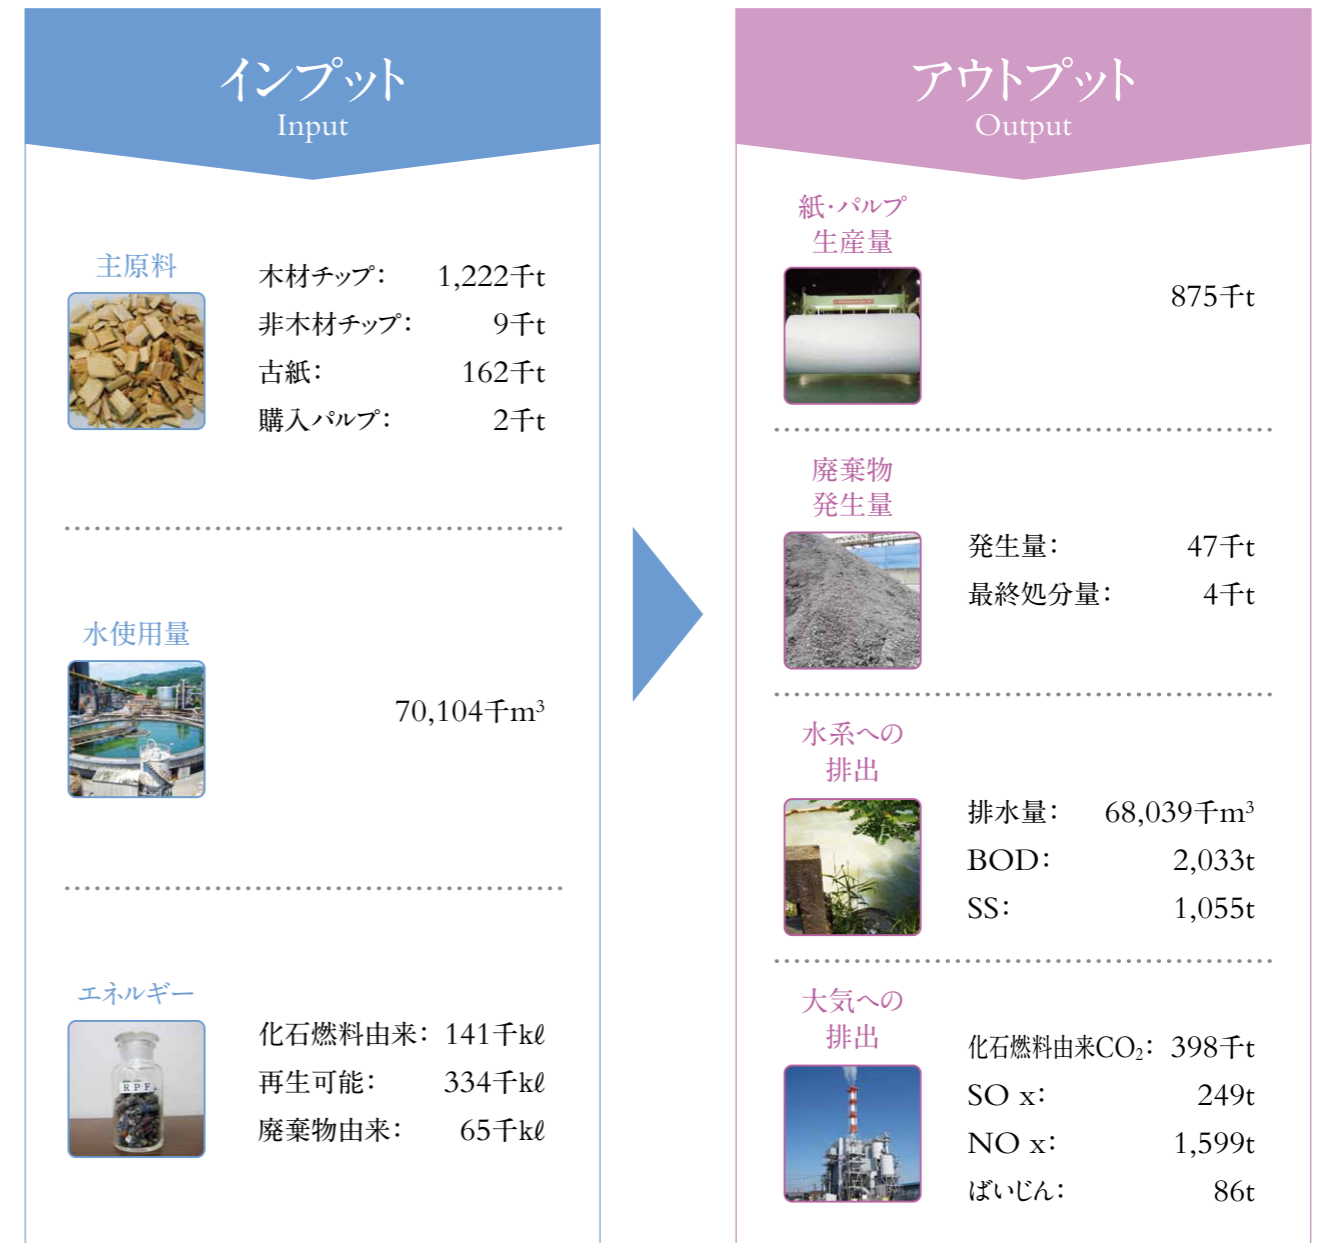 インプット
Input
主原料
木材チップ： 1,222千t
非木材チップ： 9千t
古紙： 162千t
購入パルプ： 2千t
水使用量
70,104千m³
エネルギー
RPF
化石燃料由来： 141千kℓ
再生可能： 334千kℓ
廃棄物由来： 65千kℓ
アウトプット
Output
紙・パルプ
生産量
875千t
廃棄物
発生量
発生量： 47千t
最終処分量： 4千t
水系への
排出
排水量： 68,039千m³
BOD： 2,033t
SS： 1,055t
大気への
排出
化石燃料由来CO₂： 398千t
SO x： 249t
NO x： 1,599t
ばいじん： 86t